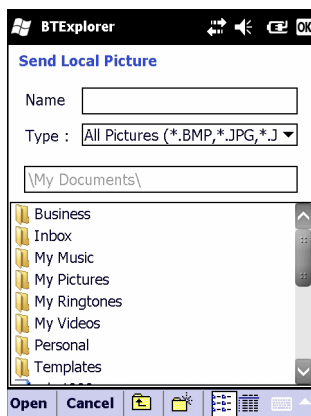 BTExplorer OK
Send Local Picture
Name
Type : All Pictures (*.BMP,*.JPG,*.J
\My Documents\
Business
Inbox
My Music
My Pictures
My Ringtones
My Videos
Personal
Templates
Open Cancel